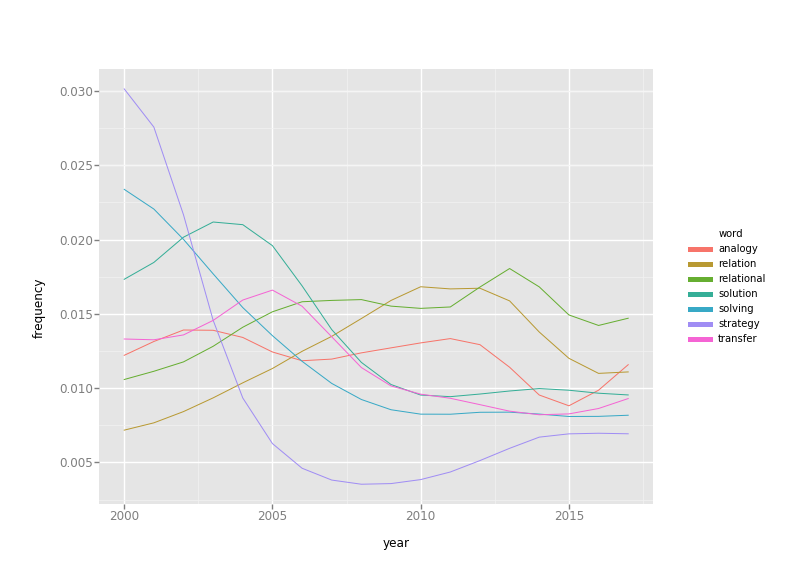 0.030
0.025
0.020
0.015
0.010
0.005
frequency
2000 2005 2010 2015
year
word
analogy
relation
relational
solution
solving
strategy
transfer